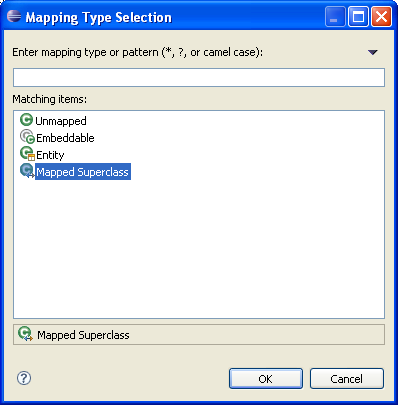 Mapping Type Selection
Enter mapping type or pattern (*, ?, or camel case):
Matching items:
Unmapped
Embeddable
Entity
Mapped Superclass
Mapped Superclass
OK Cancel